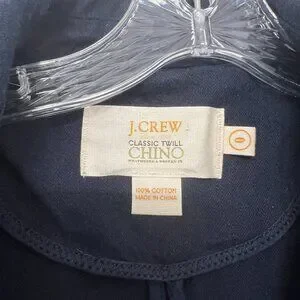 J.CREW
CLASSIC TWILL
CHINO
0
100% COTTON
MADE IN CHINA